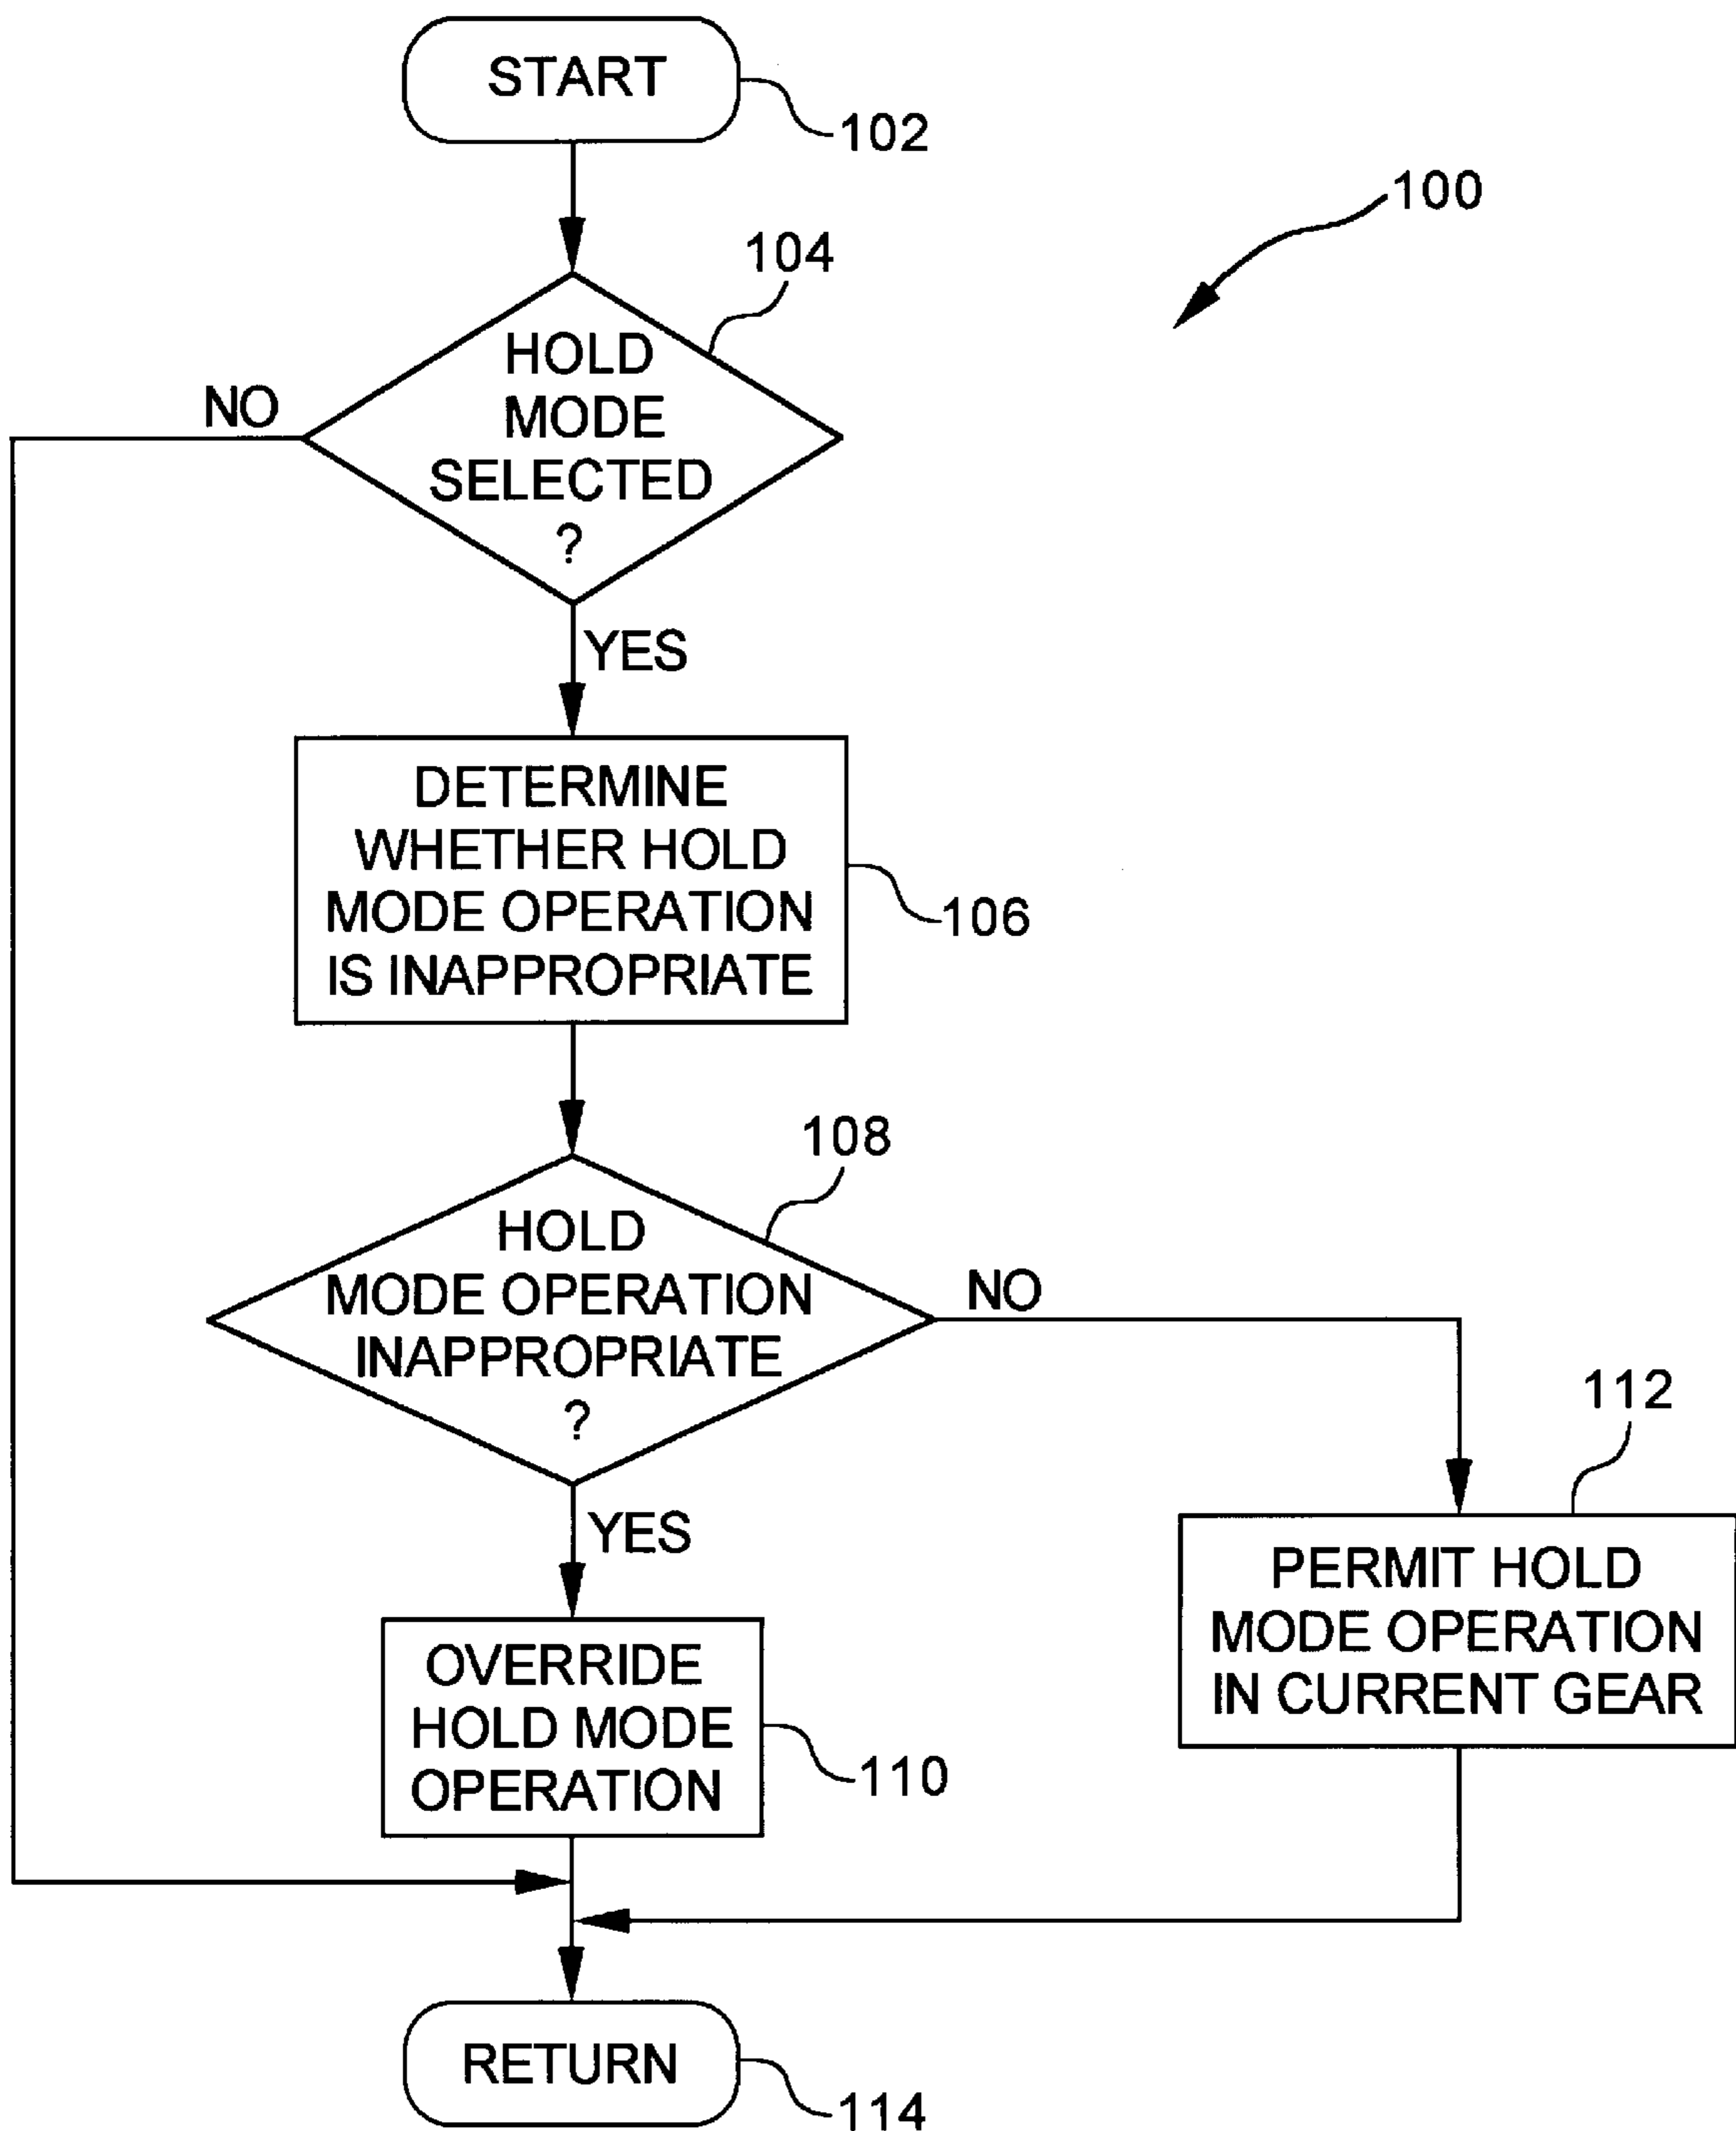 START
102
100
104
HOLD
MODE
SELECTED
?
NO
YES
DETERMINE
WHETHER HOLD
MODE OPERATION
IS INAPPROPRIATE
106
108
HOLD
MODE OPERATION
INAPPROPRIATE
?
NO
YES
112
PERMIT HOLD
MODE OPERATION
IN CURRENT GEAR
OVERRIDE
HOLD MODE
OPERATION
110
RETURN
114